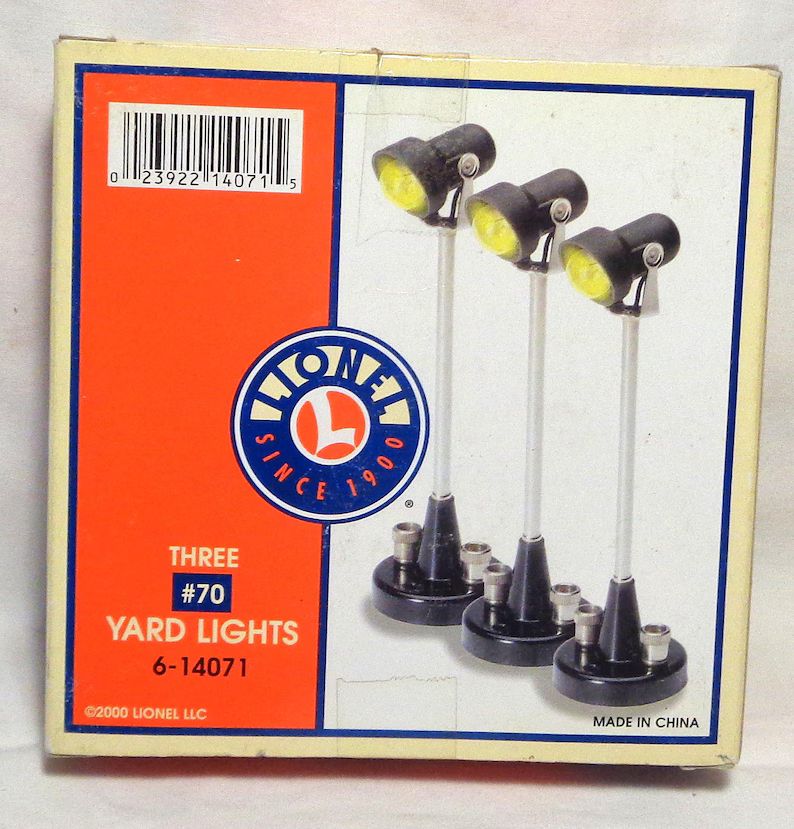 0 23922 14071 5
LIONEL
L
SINCE 1900
®
THREE
#70
YARD LIGHTS
6-14071
©2000 LIONEL LLC
MADE IN CHINA